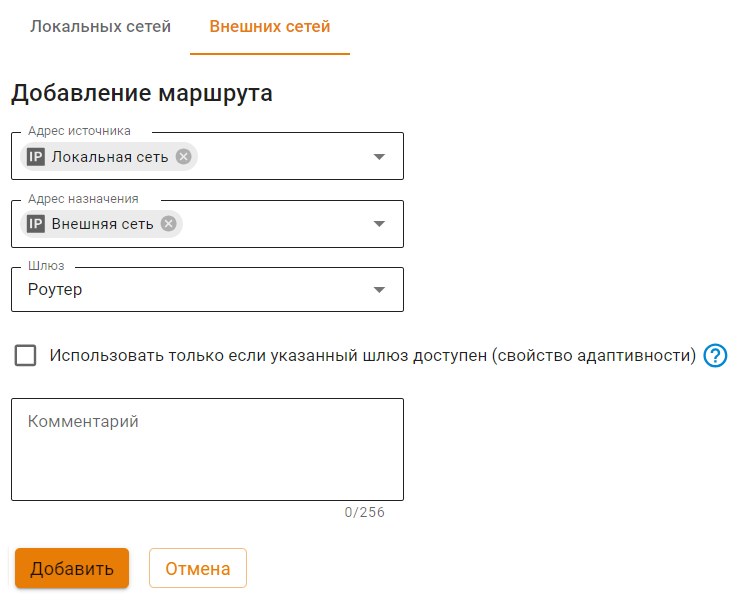 Локальных сетей Внешних сетей
Добавление маршрута
Адрес источника
IP Локальная сеть
Адрес назначения
IP Внешняя сеть
Шлюз
Роутер
Использовать только если указанный шлюз доступен (свойство адаптивности) ?
Комментарий
0/256
Добавить Отмена